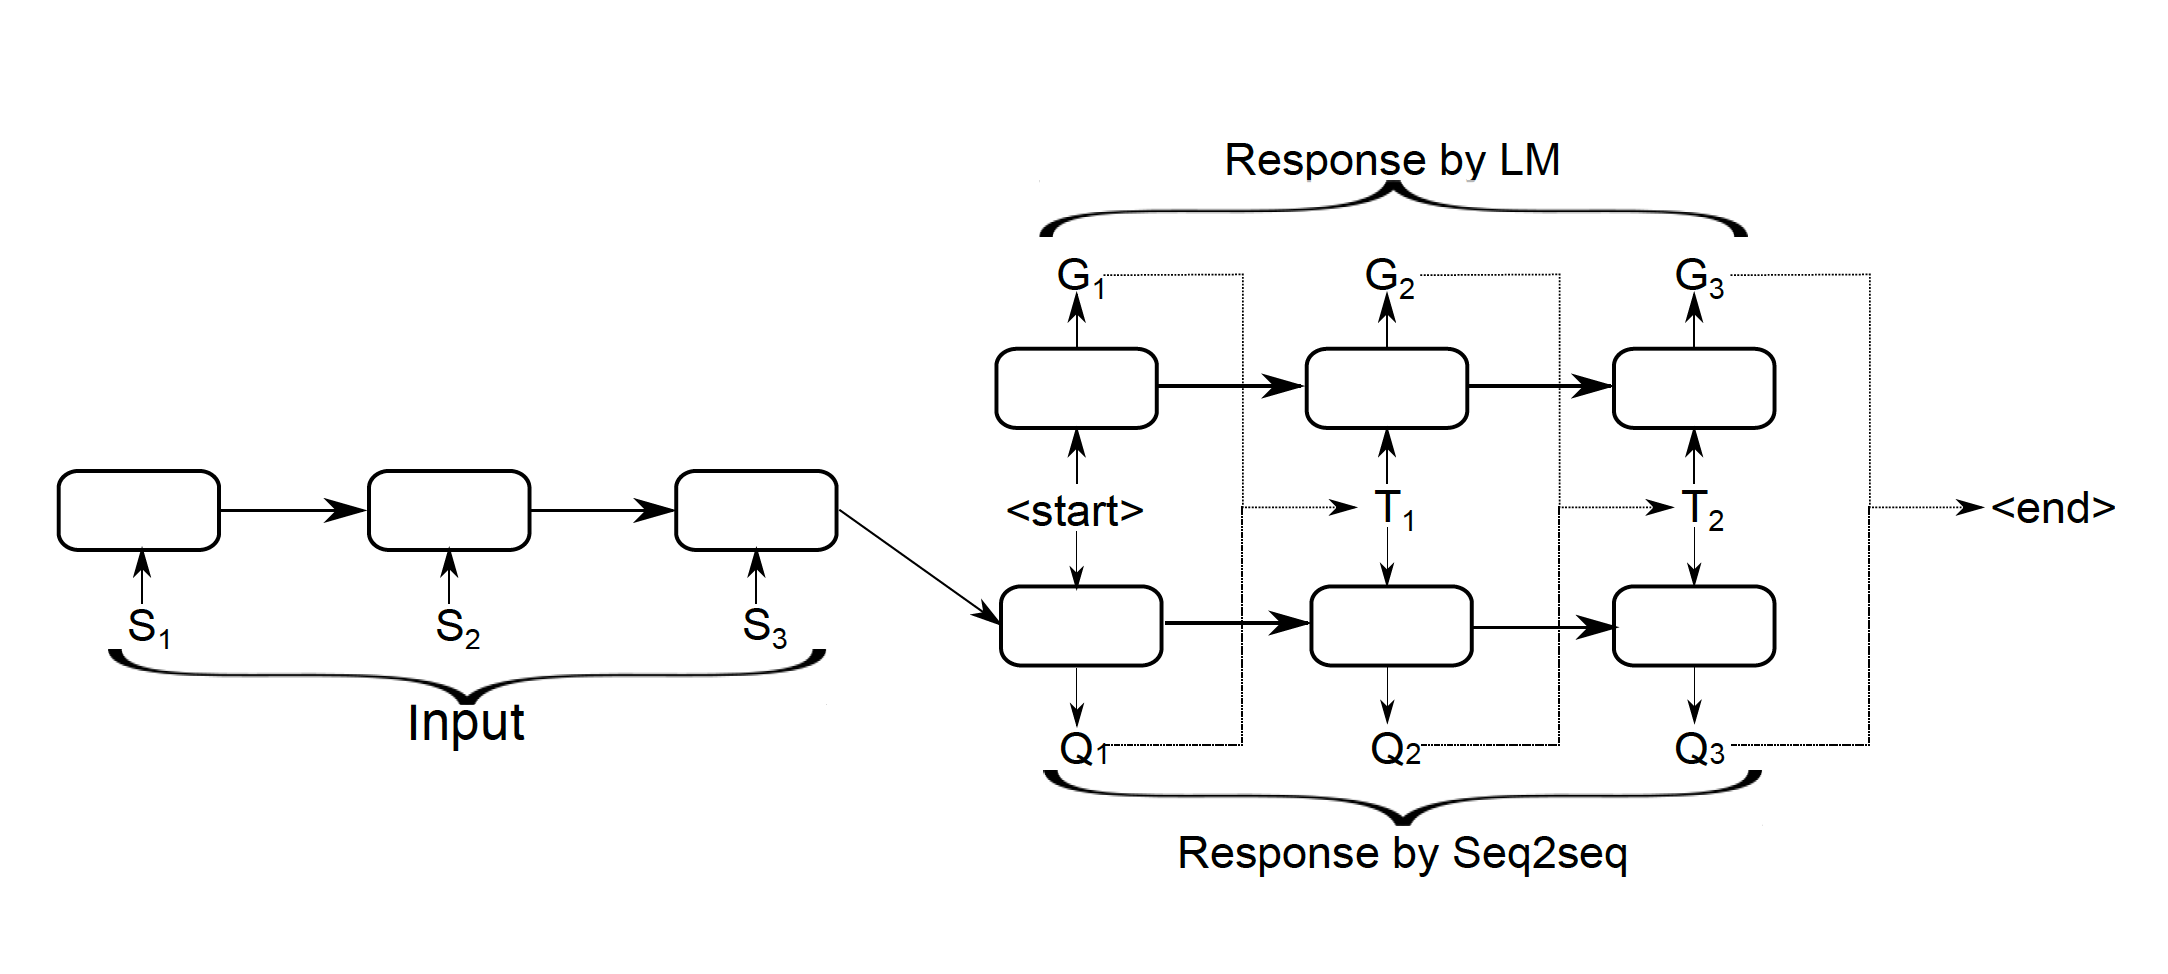 Response by LM
G1 G2 G3
<start> T1 T2 <end>
S1 S2 S3
Input
Q1 Q2 Q3
Response by Seq2seq